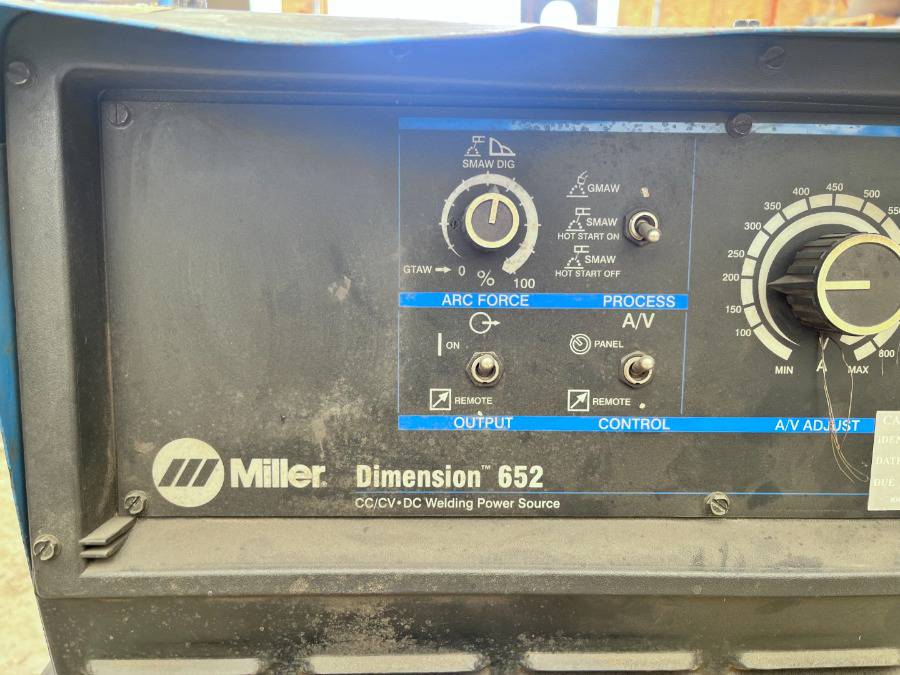 SMAW DIG
GTAW
0
%
100
ARC FORCE
GMAW
SMAW
HOT START ON
SMAW
HOT START OFF
PROCESS
ON
REMOTE
OUTPUT
A/V
PANEL
REMOTE
CONTROL
MIN
100
150
200
250
300
350
400
450
500
800
A
MAX
A/V ADJUST
DUE
Miller
Dimension™ 652
CC/CV•DC Welding Power Source